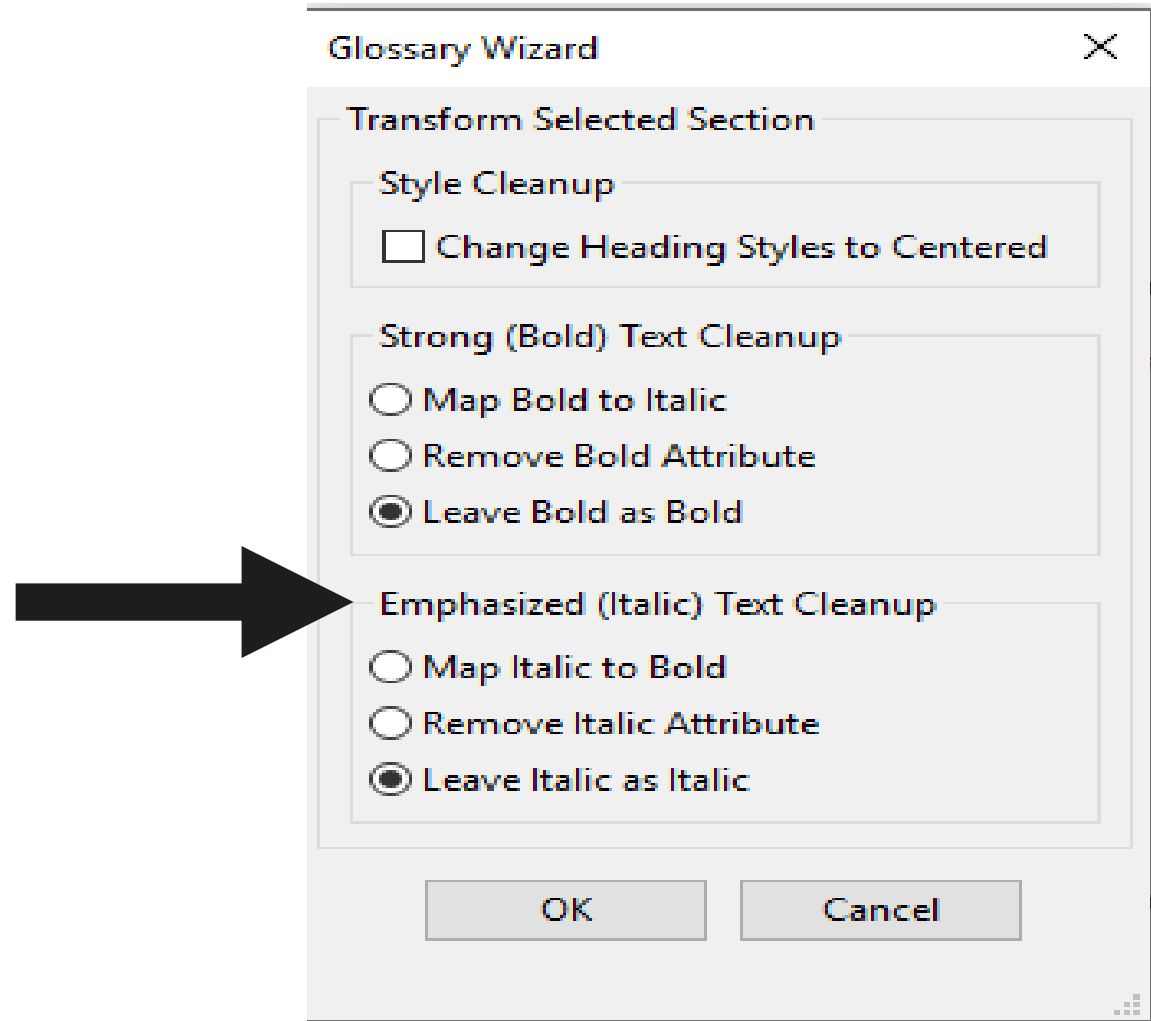 Glossary Wizard
Transform Selected Section
Style Cleanup
Change Heading Styles to Centered
Strong (Bold) Text Cleanup
Map Bold to Italic
Remove Bold Attribute
Leave Bold as Bold
Emphasized (Italic) Text Cleanup
Map Italic to Bold
Remove Italic Attribute
Leave Italic as Italic
OK Cancel